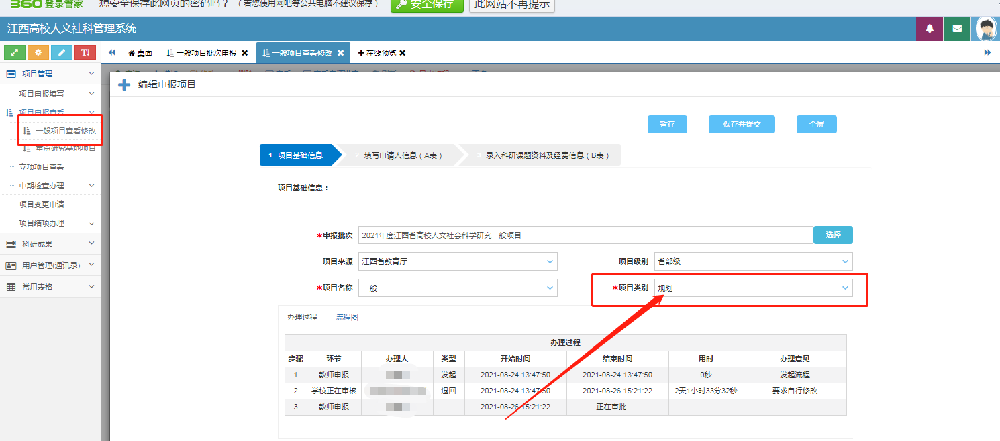 360登录管家 想安全保存此网页的密码吗？（若您使用网吧等公共电脑不建议保存） 安全保存 此网站不再提示
江西高校人文社科管理系统
TI 桌面 一般项目批次申报 一般项目查看修改 在线预览
项目管理
项目申报填写
项目申报查看
一般项目查看修改
重点研究基地项目
立项项目查看
中期检查办理
项目变更申请
项目结项办理
科研成果
用户管理(通讯录)
常用表格
编辑申报项目
暂存 保存并提交 全屏
1 项目基础信息 2 填写申请人信息（A表） 3 录入科研课题资料及经费信息（B表）
项目基础信息：
*申报批次 2021年度江西省高校人文社会科学研究一般项目 选择
项目来源 江西省教育厅 项目级别 省部级
*项目名称 一般 *项目类别 规划
办理过程 流程图
办理过程
步骤 环节 办理人 类型 开始时间 结束时间 用时 办理意见
1 教师申报 发起 2021-08-24 13:47:50 2021-08-24 13:47:50 0秒 发起流程
2 学校正在审核 退回 2021-08-24 13:47:50 2021-08-26 15:21:22 2天1小时33分32秒 要求自行修改
3 教师申报 2021-08-26 15:21:22 正在审批......